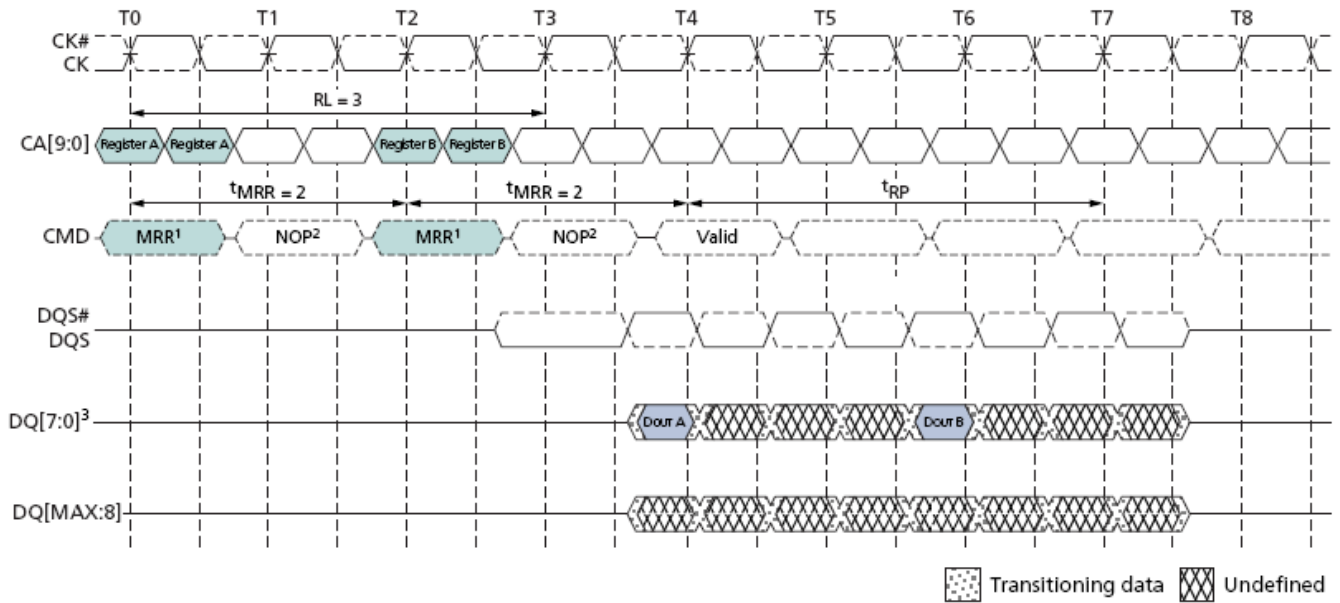 T0 T1 T2 T3 T4 T5 T6 T7 T8
CK#
CK
RL = 3
CA[9:0] Register A Register A Register B Register B
tMRR = 2 tMRR = 2 tRP
CMD MRR1 NOP2 MRR1 NOP2 Valid
DQS#
DQS
DQ[7:0]3 DOUT A DOUT B
DQ[MAX:8]
Transitioning data Undefined